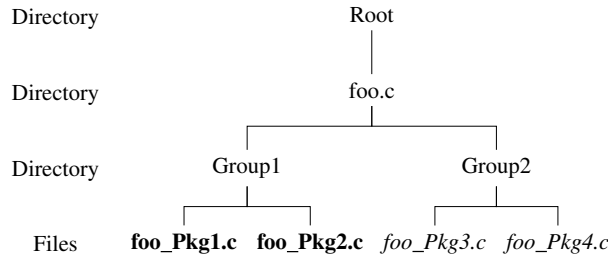 Directory Root
Directory foo.c
Directory Group1 Group2
Files foo_Pkg1.c foo_Pkg2.c foo_Pkg3.c foo_Pkg4.c